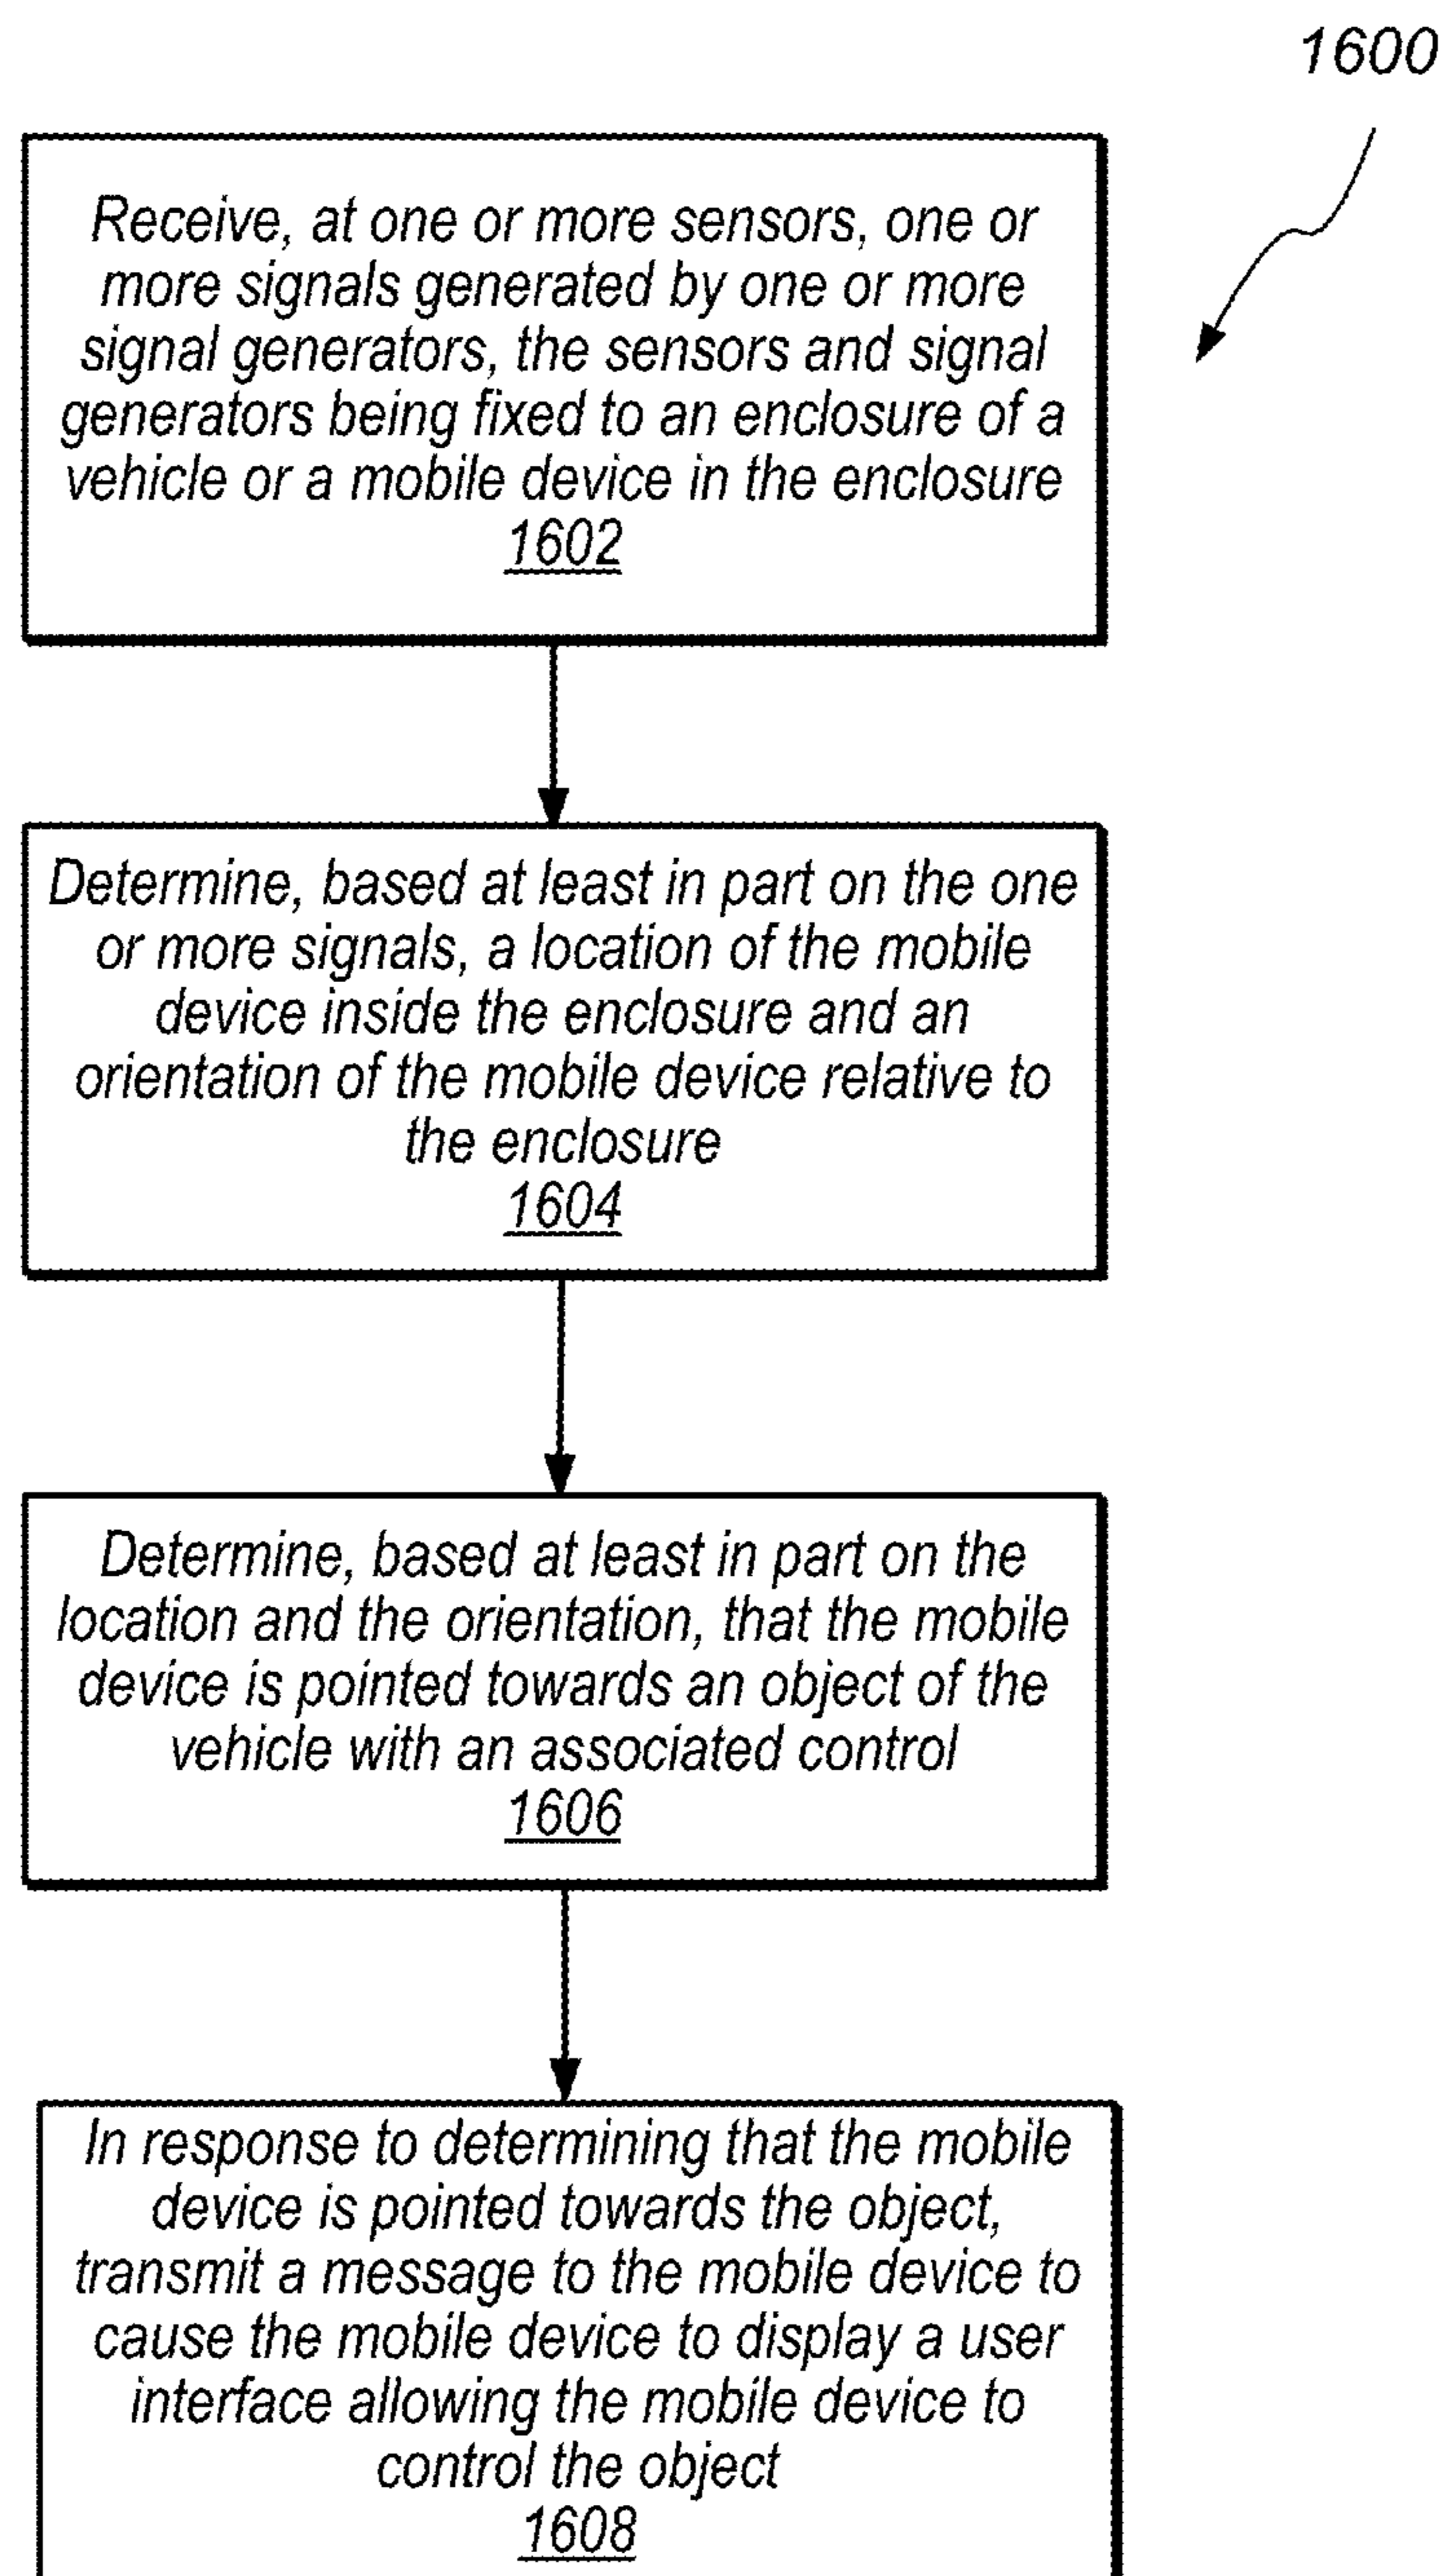 1600
Receive, at one or more sensors, one or
more signals generated by one or more
signal generators, the sensors and signal
generators being fixed to an enclosure of a
vehicle or a mobile device in the enclosure
1602
Determine, based at least in part on the one
or more signals, a location of the mobile
device inside the enclosure and an
orientation of the mobile device relative to
the enclosure
1604
Determine, based at least in part on the
location and the orientation, that the mobile
device is pointed towards an object of the
vehicle with an associated control
1606
In response to determining that the mobile
device is pointed towards the object,
transmit a message to the mobile device to
cause the mobile device to display a user
interface allowing the mobile device to
control the object
1608